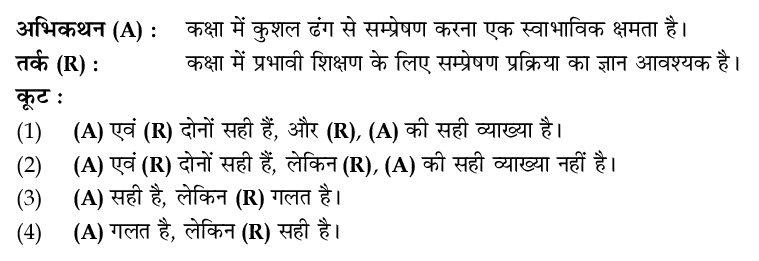 अभिकथन (A) : कक्षा में कुशल ढंग से सम्प्रेषण करना एक स्वाभाविक क्षमता है।
तर्क (R) : कक्षा में प्रभावी शिक्षण के लिए सम्प्रेषण प्रक्रिया का ज्ञान आवश्यक है।
कूट :
(1) (A) एवं (R) दोनों सही हैं, और (R), (A) की सही व्याख्या है।
(2) (A) एवं (R) दोनों सही हैं, लेकिन (R), (A) की सही व्याख्या नहीं है।
(3) (A) सही है, लेकिन (R) गलत है।
(4) (A) गलत है, लेकिन (R) सही है।